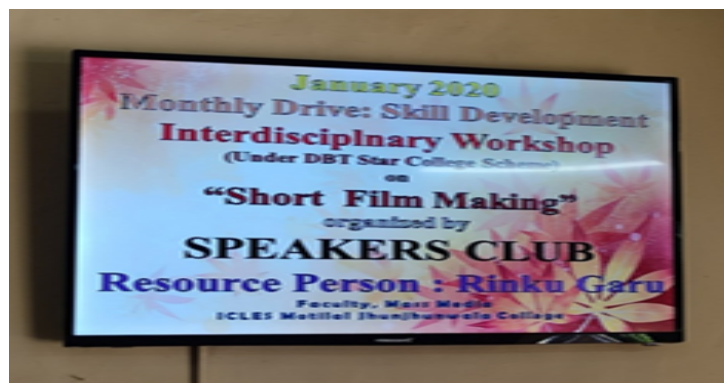 January 2020
Monthly Drive: Skill Development
Interdisciplnary Workshop
(Under DBT Star College Scheme)
on
“Short Film Making”
organised by
SPEAKERS CLUB
Resource Person : Rinku Garu
Faculty, Mass Media
ICLES Motilal Jhunjhunwala College